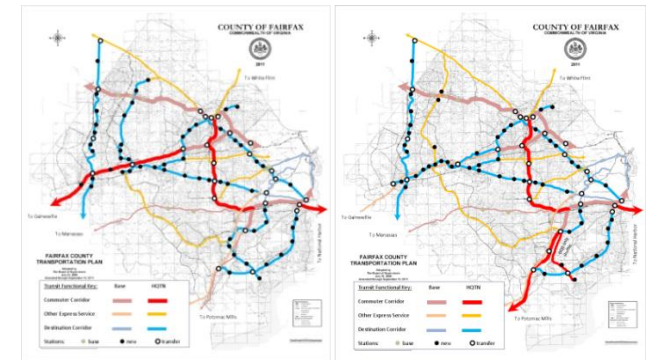 COUNTY OF FAIRFAX
COMMONWEALTH OF VIRGINIA
2011
To White Flint
To Gainesville
To Manassas
To National Harbor
FAIRFAX COUNTY
TRANSPORTATION PLAN
Transit Functional Key: Base HQTN
Commuter Corridor
Other Express Service
Destination Corridor
Stations: base new transfer
To Potomac Mills
COUNTY OF FAIRFAX
COMMONWEALTH OF VIRGINIA
2011
To White Flint
To Gainesville
To Manassas
To National Harbor
FAIRFAX COUNTY
TRANSPORTATION PLAN
Transit Functional Key: Base HQTN
Commuter Corridor
Other Express Service
Destination Corridor
Stations: base new transfer
To Potomac Mills